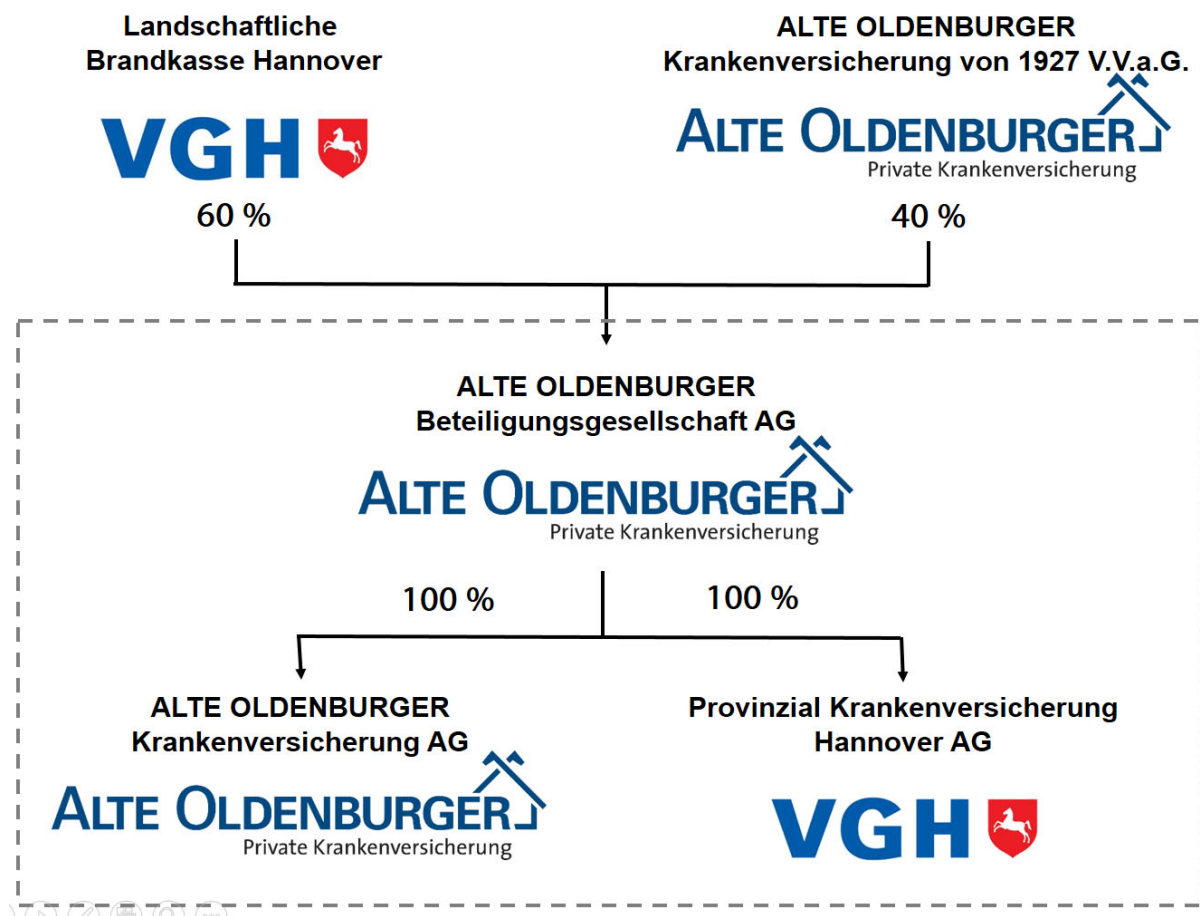 Landschaftliche
Brandkasse Hannover
VGH
60 %
ALTE OLDENBURGER
Krankenversicherung von 1927 V.V.a.G.
ALTE OLDENBURGER
Private Krankenversicherung
40 %
ALTE OLDENBURGER
Beteiligungsgesellschaft AG
ALTE OLDENBURGER
Private Krankenversicherung
100 %
100 %
ALTE OLDENBURGER
Krankenversicherung AG
ALTE OLDENBURGER
Private Krankenversicherung
Provinzial Krankenversicherung
Hannover AG
VGH